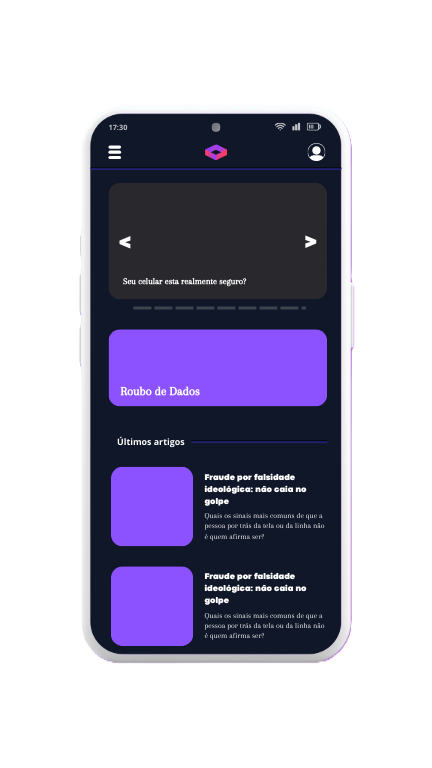 17:30
< >
Seu celular esta realmente seguro?
Roubo de Dados
Últimos artigos
Fraude por falsidade
ideológica: não caia no
golpe
Quais os sinais mais comuns de que a
pessoa por trás da tela ou da linha não
é quem afirma ser?
Fraude por falsidade
ideológica: não caia no
golpe
Quais os sinais mais comuns de que a
pessoa por trás da tela ou da linha não
é quem afirma ser?